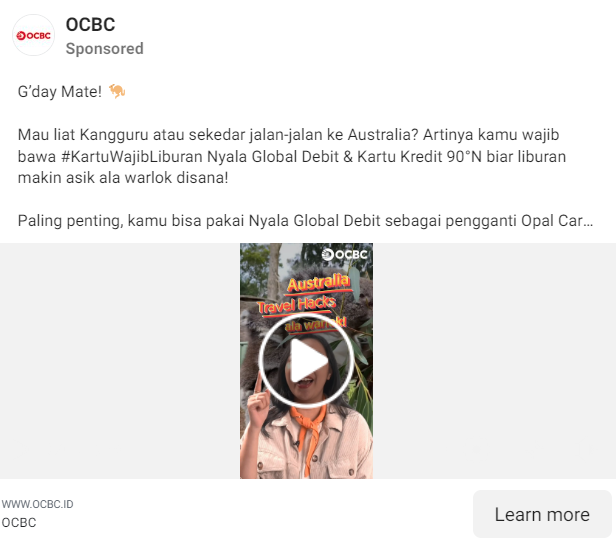 OCBC
OCBC
Sponsored
G'day Mate! 🦘
Mau liat Kangguru atau sekedar jalan-jalan ke Australia? Artinya kamu wajib
bawa #KartuWajibLiburan Nyala Global Debit & Kartu Kredit 90°N biar liburan
makin asik ala warlok disana!
Paling penting, kamu bisa pakai Nyala Global Debit sebagai pengganti Opal Car...
OCBC
Australia
Travel Hacks
ala warlok!
WWW.OCBC.ID
OCBC
Learn more